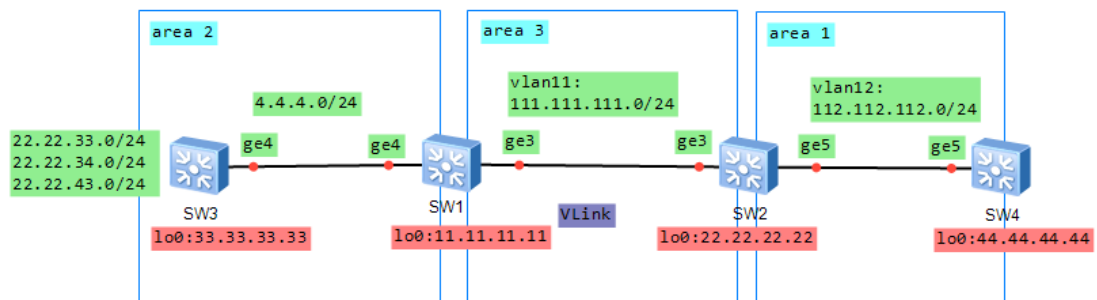 area 2
area 3
area 1
vlan11:
111.111.111.0/24
vlan12:
112.112.112.0/24
4.4.4.0/24
22.22.33.0/24
22.22.34.0/24
22.22.43.0/24
ge4
ge4
ge3
ge3
ge5
ge5
SW3
SW1
VLink
SW2
SW4
lo0:33.33.33.33
lo0:11.11.11.11
lo0:22.22.22.22
lo0:44.44.44.44